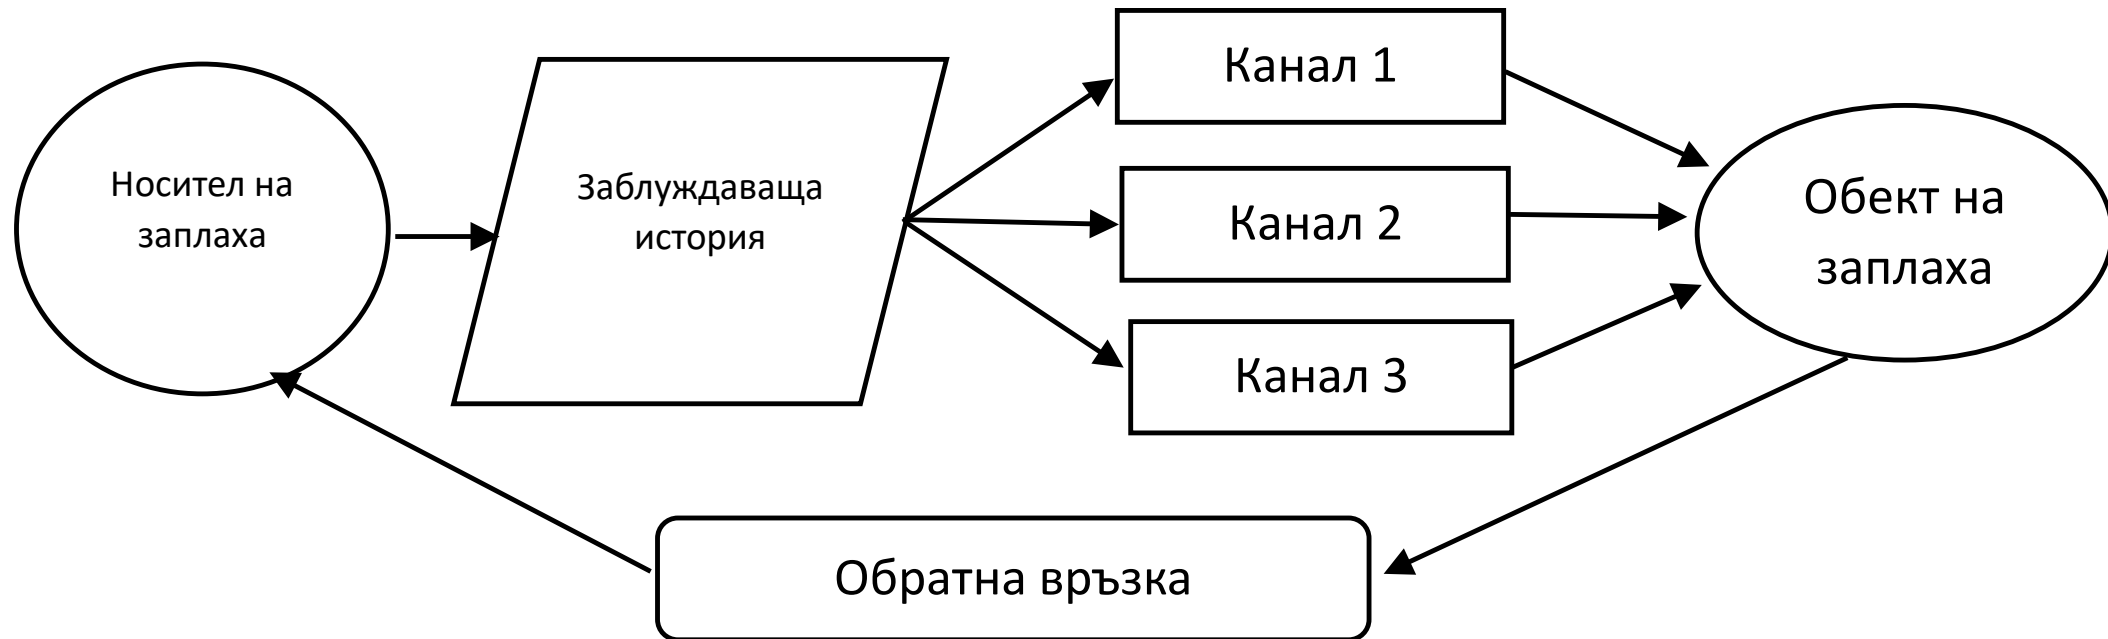 Носител на
заплаха
Заблуждаваща
история
Канал 1
Канал 2
Канал 3
Обект на
заплаха
Обратна връзка